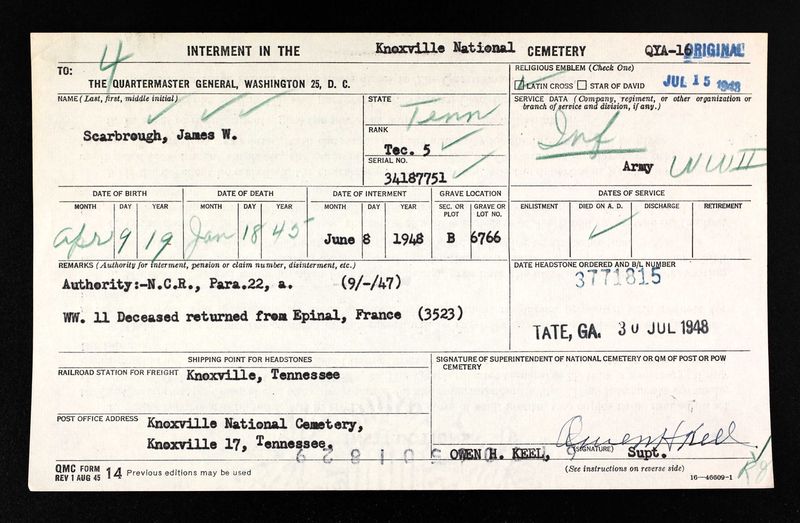 4 INTERMENT IN THE Knoxville National CEMETERY QYA-16 ORIGINAL
TO:
THE QUARTERMASTER GENERAL, WASHINGTON 25, D. C.
RELIGIOUS EMBLEM (Check One)
LATIN CROSS STAR OF DAVID JUL 15 1948
NAME (Last, first, middle initial)
Scarbrough, James W.
STATE
Tenn
RANK
Tec. 5
SERIAL NO.
34187751
SERVICE DATA (Company, regiment, or other organization or branch of service and division, if any.)
Inf
Army WWII
DATE OF BIRTH DATE OF DEATH DATE OF INTERMENT GRAVE LOCATION DATES OF SERVICE
MONTH DAY YEAR MONTH DAY YEAR MONTH DAY YEAR SEC. OR PLOT GRAVE OR LOT NO. ENLISTMENT DIED ON A. D. DISCHARGE RETIREMENT
Apr 9 19 Jan 18 45 June 8 1948 B 6766
REMARKS (Authority for interment, pension or claim number, disinterment, etc.)
Authority:-N.C.R., Para.22, a. (9/-/47)
WW. 11 Deceased returned from Epinal, France (3523)
DATE HEADSTONE ORDERED AND B/L NUMBER
3771815
TATE, GA. 30 JUL 1948
SHIPPING POINT FOR HEADSTONES
RAILROAD STATION FOR FREIGHT Knoxville, Tennessee
POST OFFICE ADDRESS Knoxville National Cemetery,
Knoxville 17, Tennessee.
SIGNATURE OF SUPERINTENDENT OF NATIONAL CEMETERY OR QM OF POST OR POW CEMETERY
Owen H Keel
OWEN H. KEEL, (SIGNATURE) Supt.
(See instructions on reverse side)
QMC FORM
REV 1 AUG 45 14 Previous editions may be used
16—46609-1